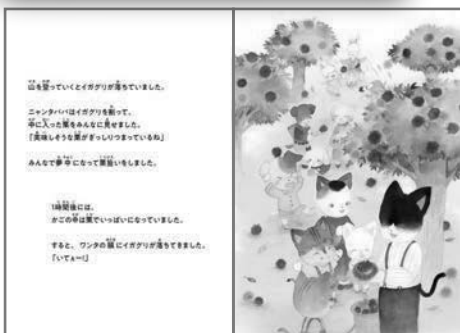 山を登っていくとイガグリが落ちていました。
ニャンタパパはイガグリを割って、
中に入った栗をみんなに見せました。
「美味しそうな栗がぎっしりつまっているね」
みんなで夢中になって栗拾いをしました。
1時間後には、
かごの中は栗でいっぱいになっていました。
すると、ワンタの頭にイガグリが落ちてきました。
「いてぁー!」